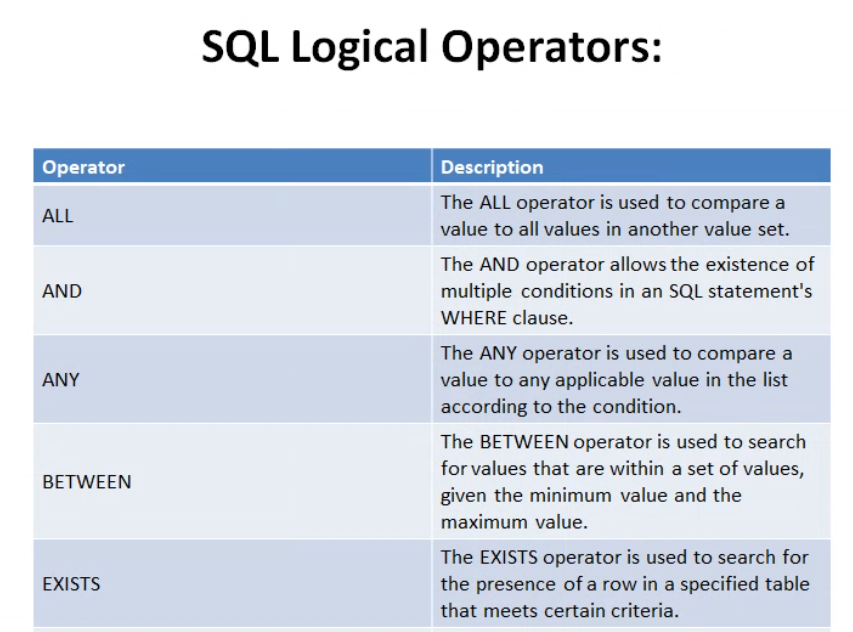 SQL Logical Operators:
Operator
Description
ALL
The ALL operator is used to compare a
value to all values in another value set.
AND
The AND operator allows the existence of
multiple conditions in an SQL statement's
WHERE clause.
ANY
The ANY operator is used to compare a
value to any applicable value in the list
according to the condition.
BETWEEN
The BETWEEN operator is used to search
for values that are within a set of values,
given the minimum value and the
maximum value.
EXISTS
The EXISTS operator is used to search for
the presence of a row in a specified table
that meets certain criteria.